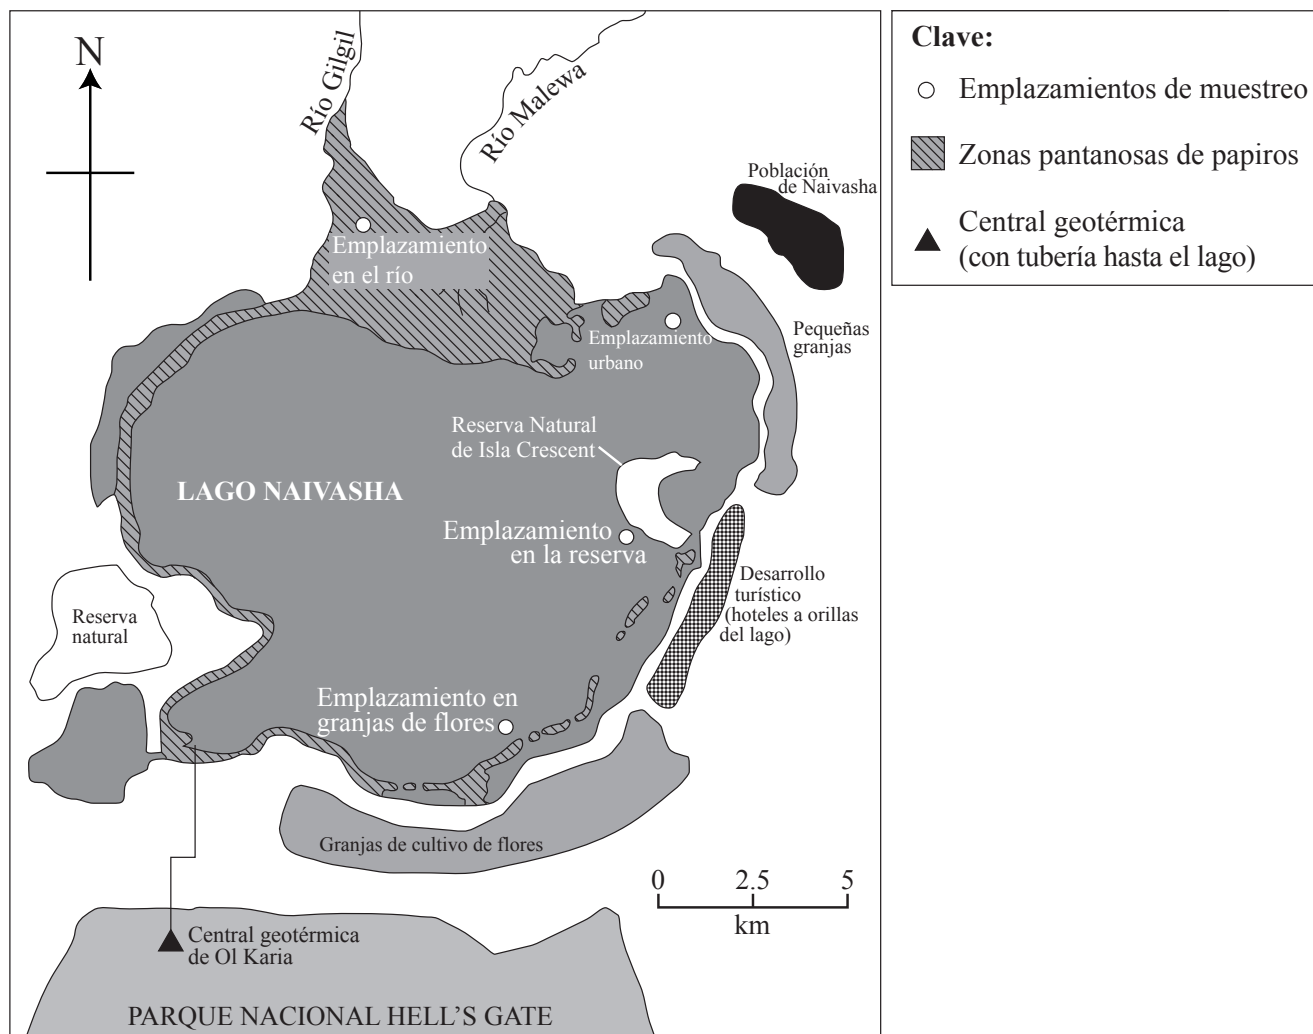 N
Río Gilgil
Río Malewa
Población
de Naivasha
Emplazamiento
en el río
Emplazamiento
urbano
Pequeñas
granjas
Reserva Natural
de Isla Crescent
LAGO NAIVASHA
Emplazamiento
en la reserva
Desarrollo
turístico
(hoteles a orillas
del lago)
Reserva
natural
Emplazamiento en
granjas de flores
Granjas de cultivo de flores
0 2.5 5
km
Central geotérmica
de Ol Karia
PARQUE NACIONAL HELL'S GATE
Clave:
Emplazamientos de muestreo
Zonas pantanosas de papiros
Central geotérmica
(con tubería hasta el lago)